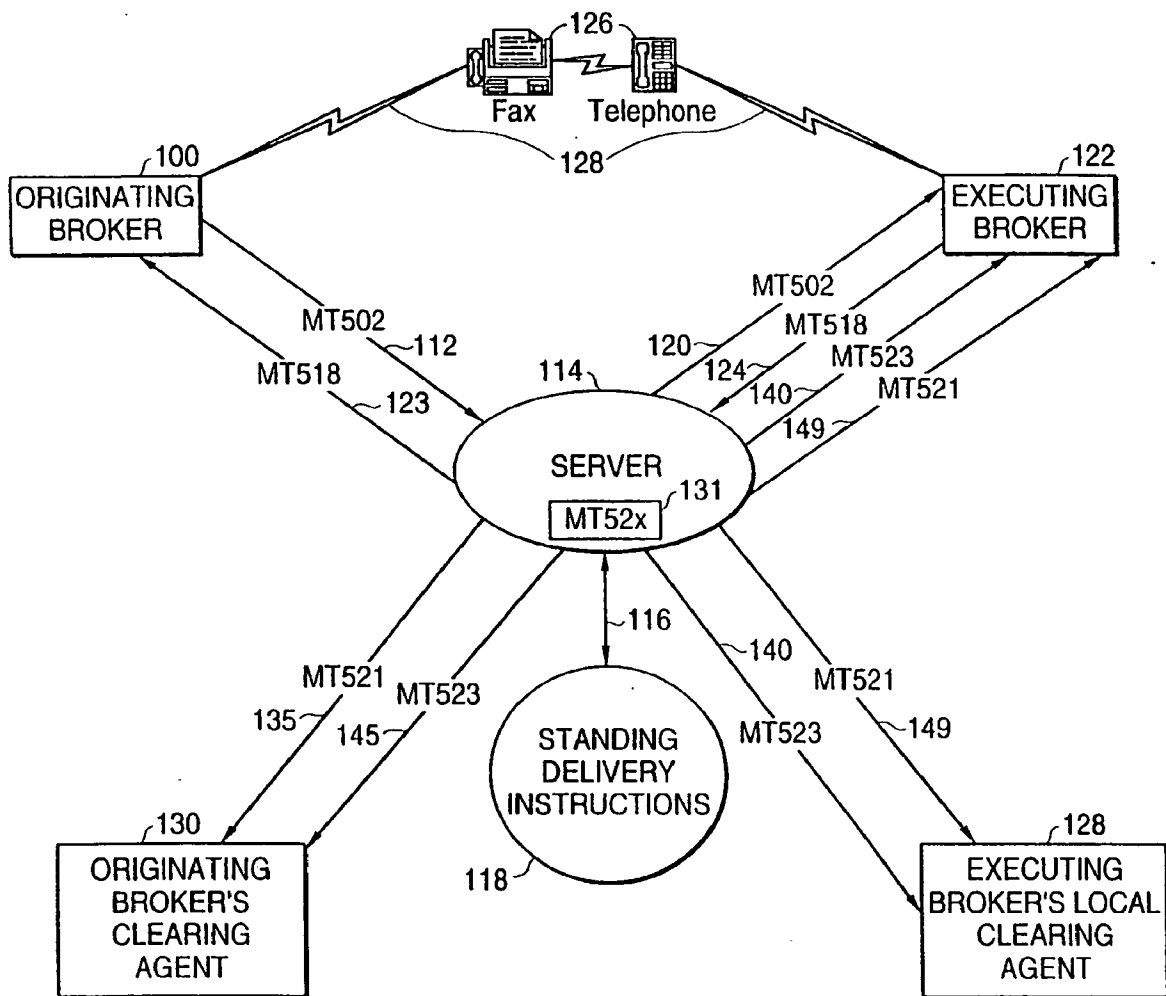 126
Fax
Telephone
128
100
122
ORIGINATING
BROKER
EXECUTING
BROKER
MT502
112
MT518
123
MT502
120
MT518
124
MT523
140
MT521
149
114
SERVER
131
MT52x
116
MT521
135
MT523
145
140
MT523
MT521
149
STANDING
DELIVERY
INSTRUCTIONS
118
130
ORIGINATING
BROKER'S
CLEARING
AGENT
128
EXECUTING
BROKER'S LOCAL
CLEARING
AGENT